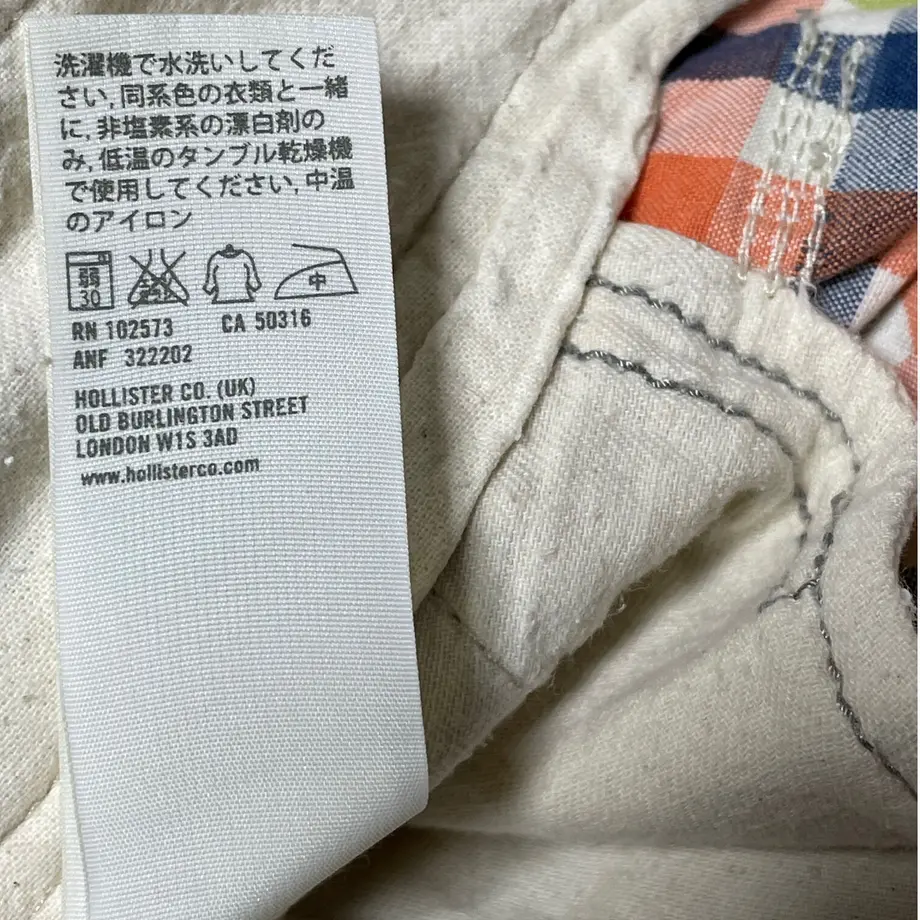 洗濯機で水洗いしてくだ
さい, 同系色の衣類と一緒
に, 非塩素系の漂白剤の
み, 低温のタンブル乾燥機
で使用してください, 中温
のアイロン
弱 中
30
RN 102573 CA 50316
ANF 322202
HOLLISTER CO. (UK)
OLD BURLINGTON STREET
LONDON W1S 3AD
www.hollisterco.com